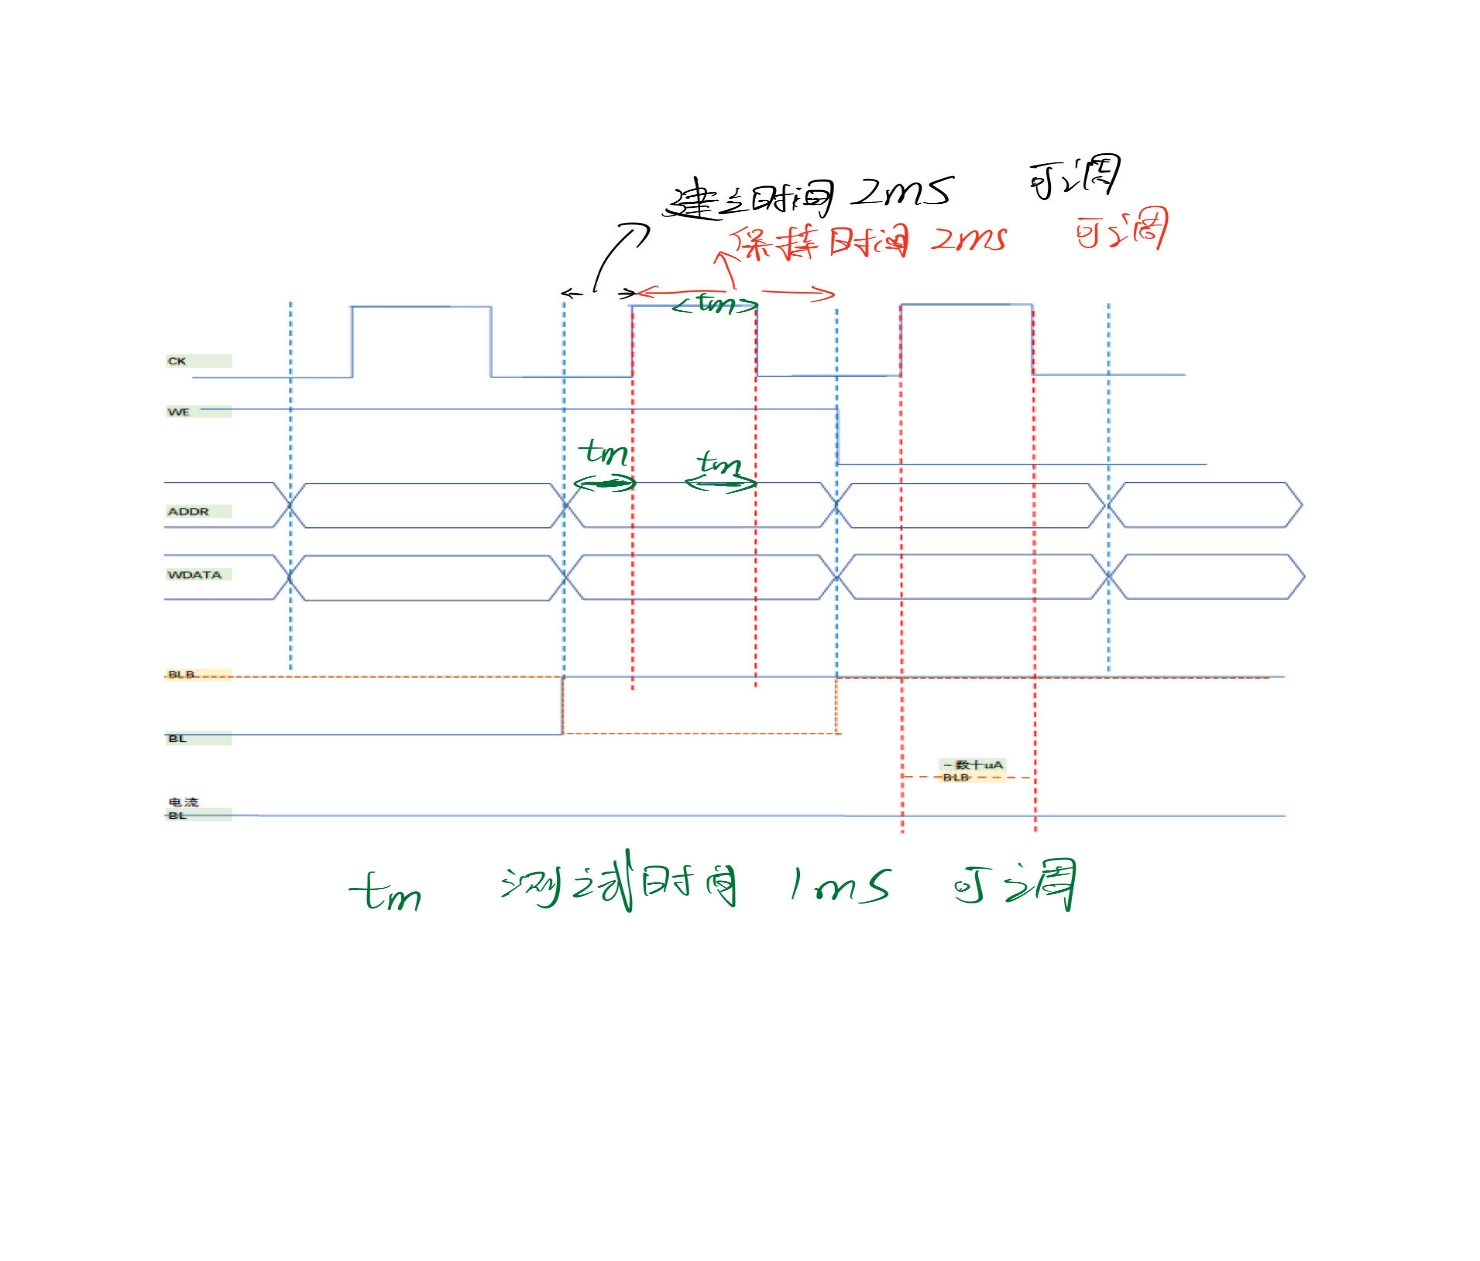 建立时间 2ms 可调
保持时间 2ms 可调
tm
CK
WE
tm tm
ADDR
WDATA
BLB
BL
-数十uA
BLB
电流
BL
tm 测试时间 1ms 可调